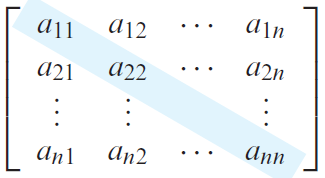 a11 a12 ⋯ a1n
a21 a22 ⋯ a2n
⋮ ⋮ ⋮
an1 an2 ⋯ ann